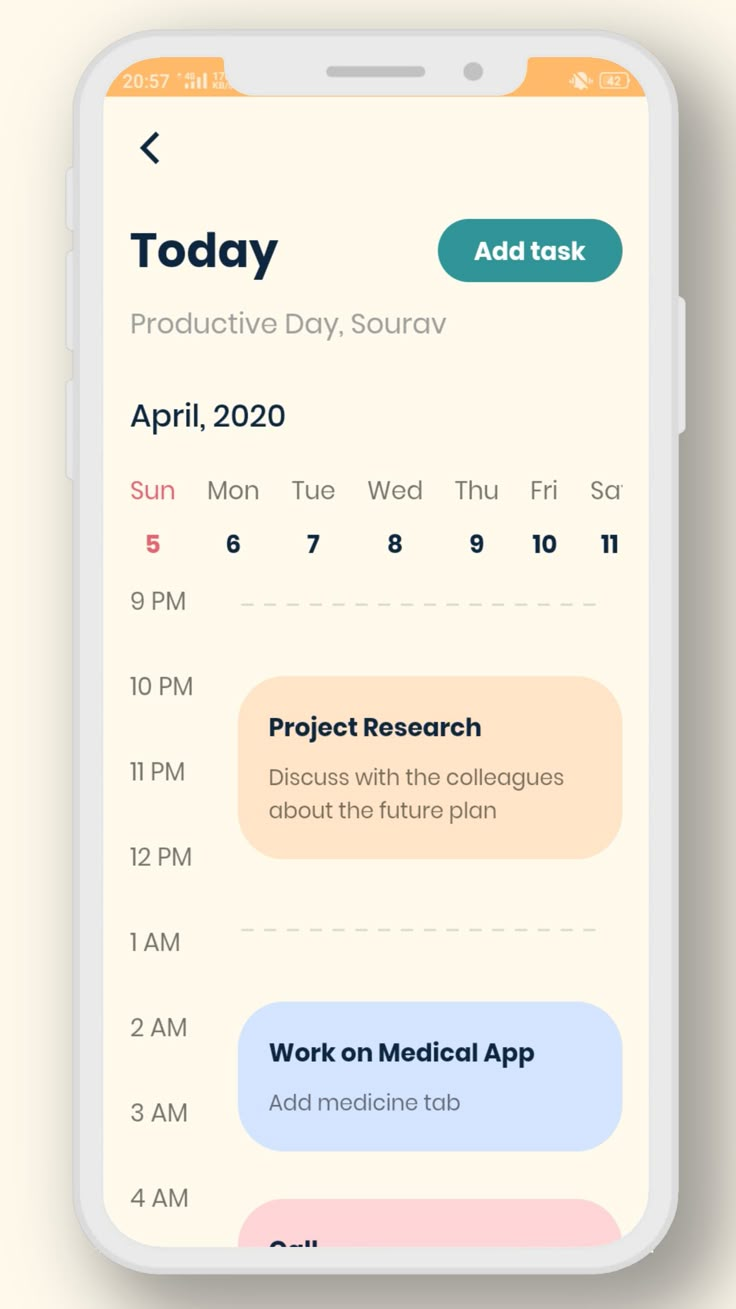 20:57
42
Today
Add task
Productive Day, Sourav
April, 2020
Sun Mon Tue Wed Thu Fri
5 6 7 8 9 10 11
9 PM
10 PM
Project Research
11 PM
Discuss with the colleagues
about the future plan
12 PM
1 AM
2 AM
Work on Medical App
3 AM
Add medicine tab
4 AM